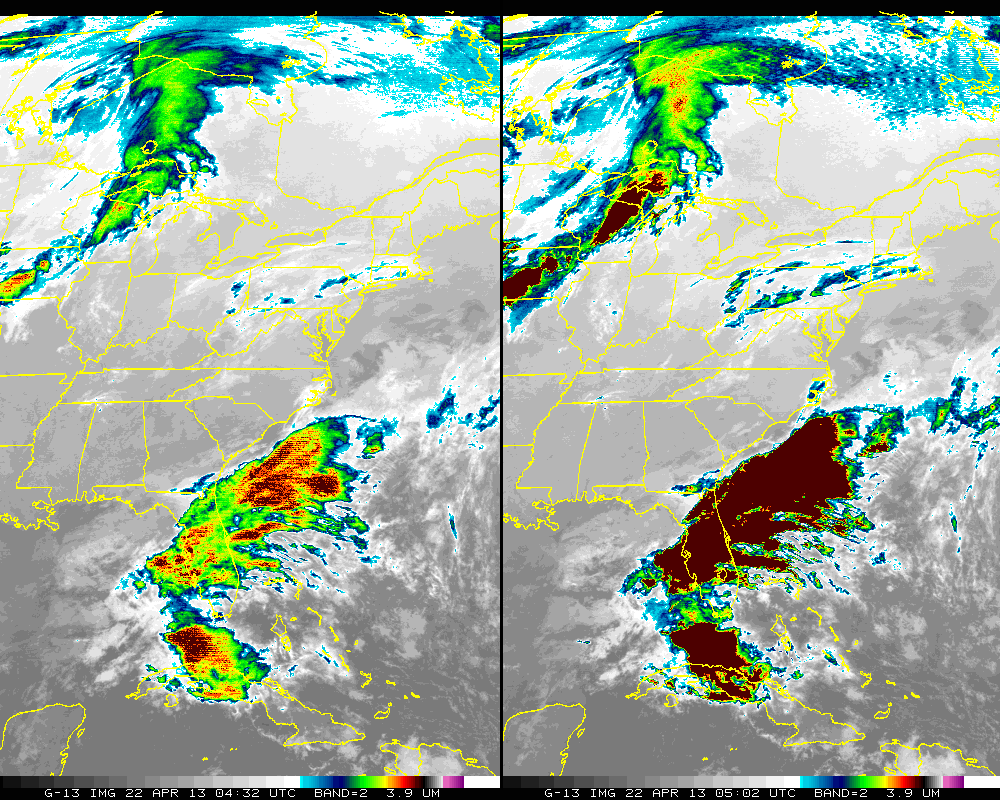 G-13 IMG 22 APR 13 04:32 UTC BAND=2 3.9 UM
G-13 IMG 22 APR 13 05:02 UTC BAND=2 3.9 UM